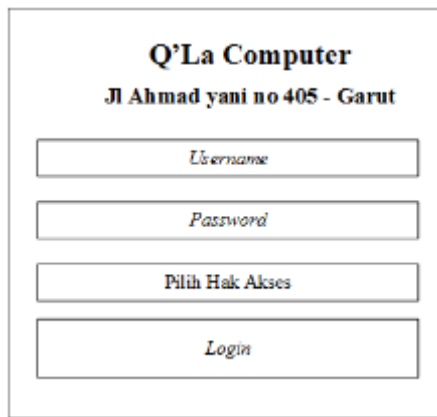 Q’La Computer
Jl Ahmad yani no 405 - Garut
Username
Password
Pilih Hak Akses
Login